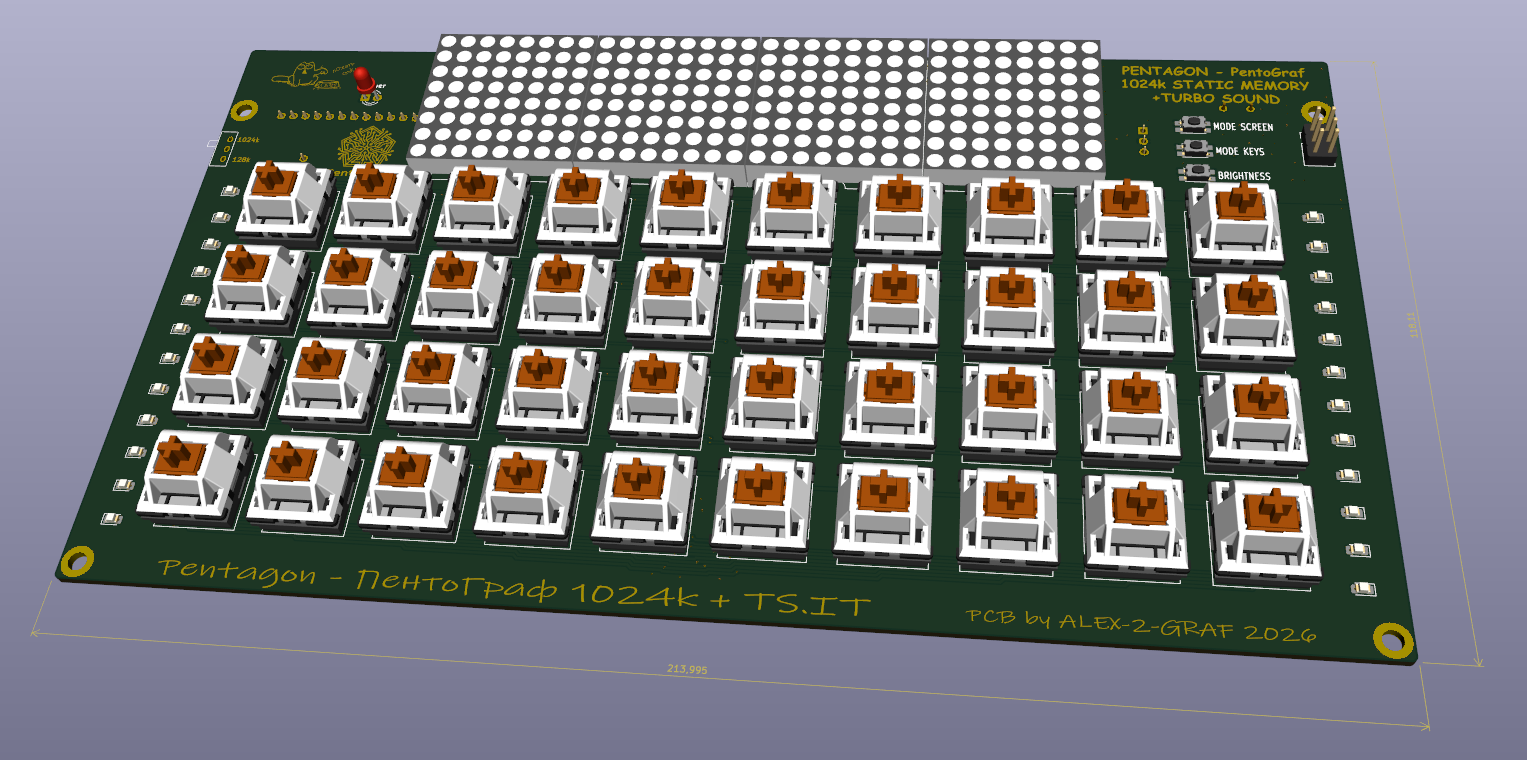 PENTAGON - PentoGraf
1024k STATIC MEMORY
+TURBO SOUND
MODE SCREEN
MODE KEYS
BRIGHTNESS
1024k
128k
Pentagon - ПентоГраф 1024k + TS.IT
PCB by ALEX-2-GRAF 2026
213,995